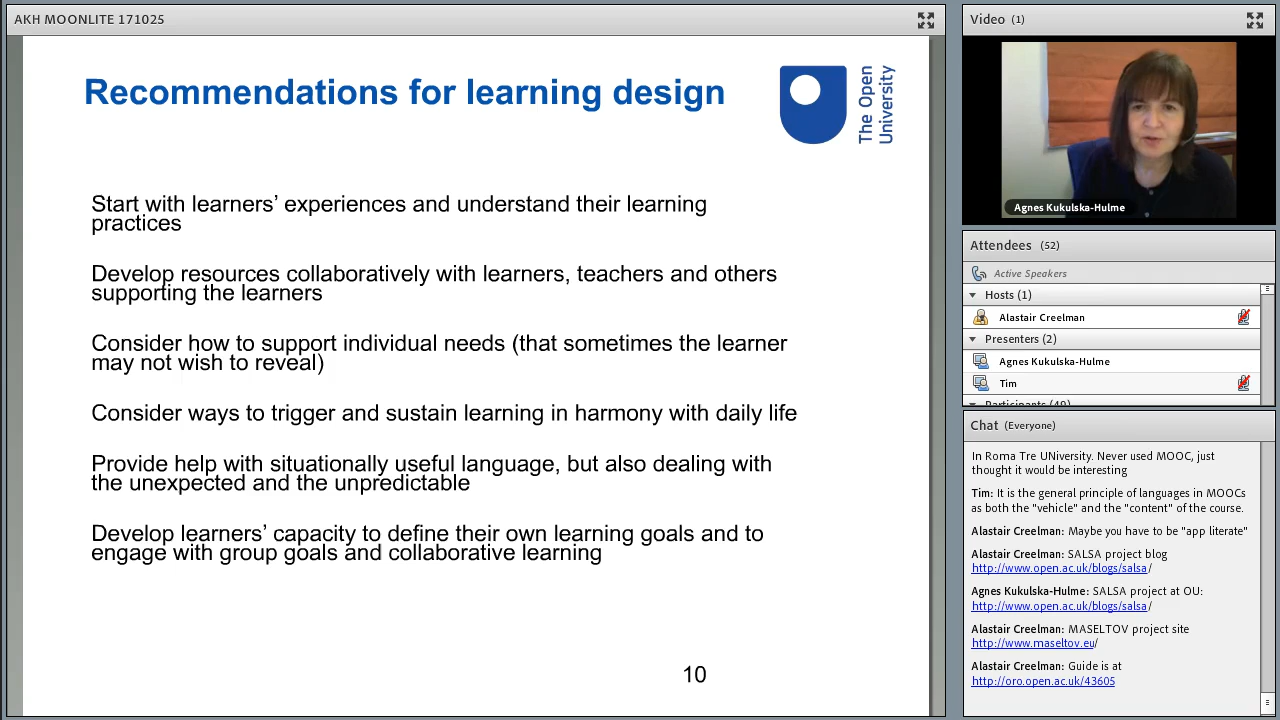 AKH MOONLITE 171025
Recommendations for learning design
The Open
University
Start with learners’ experiences and understand their learning
practices
Develop resources collaboratively with learners, teachers and others
supporting the learners
Consider how to support individual needs (that sometimes the learner
may not wish to reveal)
Consider ways to trigger and sustain learning in harmony with daily life
Provide help with situationally useful language, but also dealing with
the unexpected and the unpredictable
Develop learners’ capacity to define their own learning goals and to
engage with group goals and collaborative learning
10
Video (1)
Agnes Kukulska-Hulme
Attendees (52)
Active Speakers
Hosts (1)
Alastair Creelman
Presenters (2)
Agnes Kukulska-Hulme
Tim
Participants (49)
Chat (Everyone)
In Roma Tre UNiversity. Never used MOOC, just
thought it would be interesting
Tim: It is the general principle of languages in MOOCs
as both the "vehicle" and the "content" of the course.
Alastair Creelman: Maybe you have to be "app literate"
Alastair Creelman: SALSA project blog
http://www.open.ac.uk/blogs/salsa/
Agnes Kukulska-Hulme: SALSA project at OU:
http://www.open.ac.uk/blogs/salsa/
Alastair Creelman: MASELTOV project site
http://www.maseltov.eu/
Alastair Creelman: Guide is at
http://oro.open.ac.uk/43605